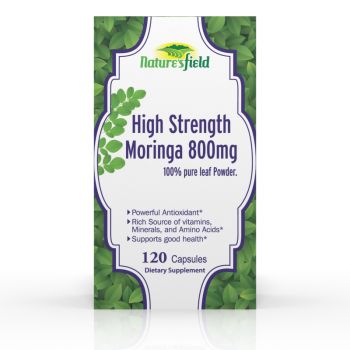 Nature'sfield
High Strength
Moringa 800mg
100% pure leaf Powder.
▸Powerful Antioxidant*
▸Rich Source of vitamins,
Minerals, and Amino Acids*
▸Supports good health*
120 Capsules
Dietary Supplement